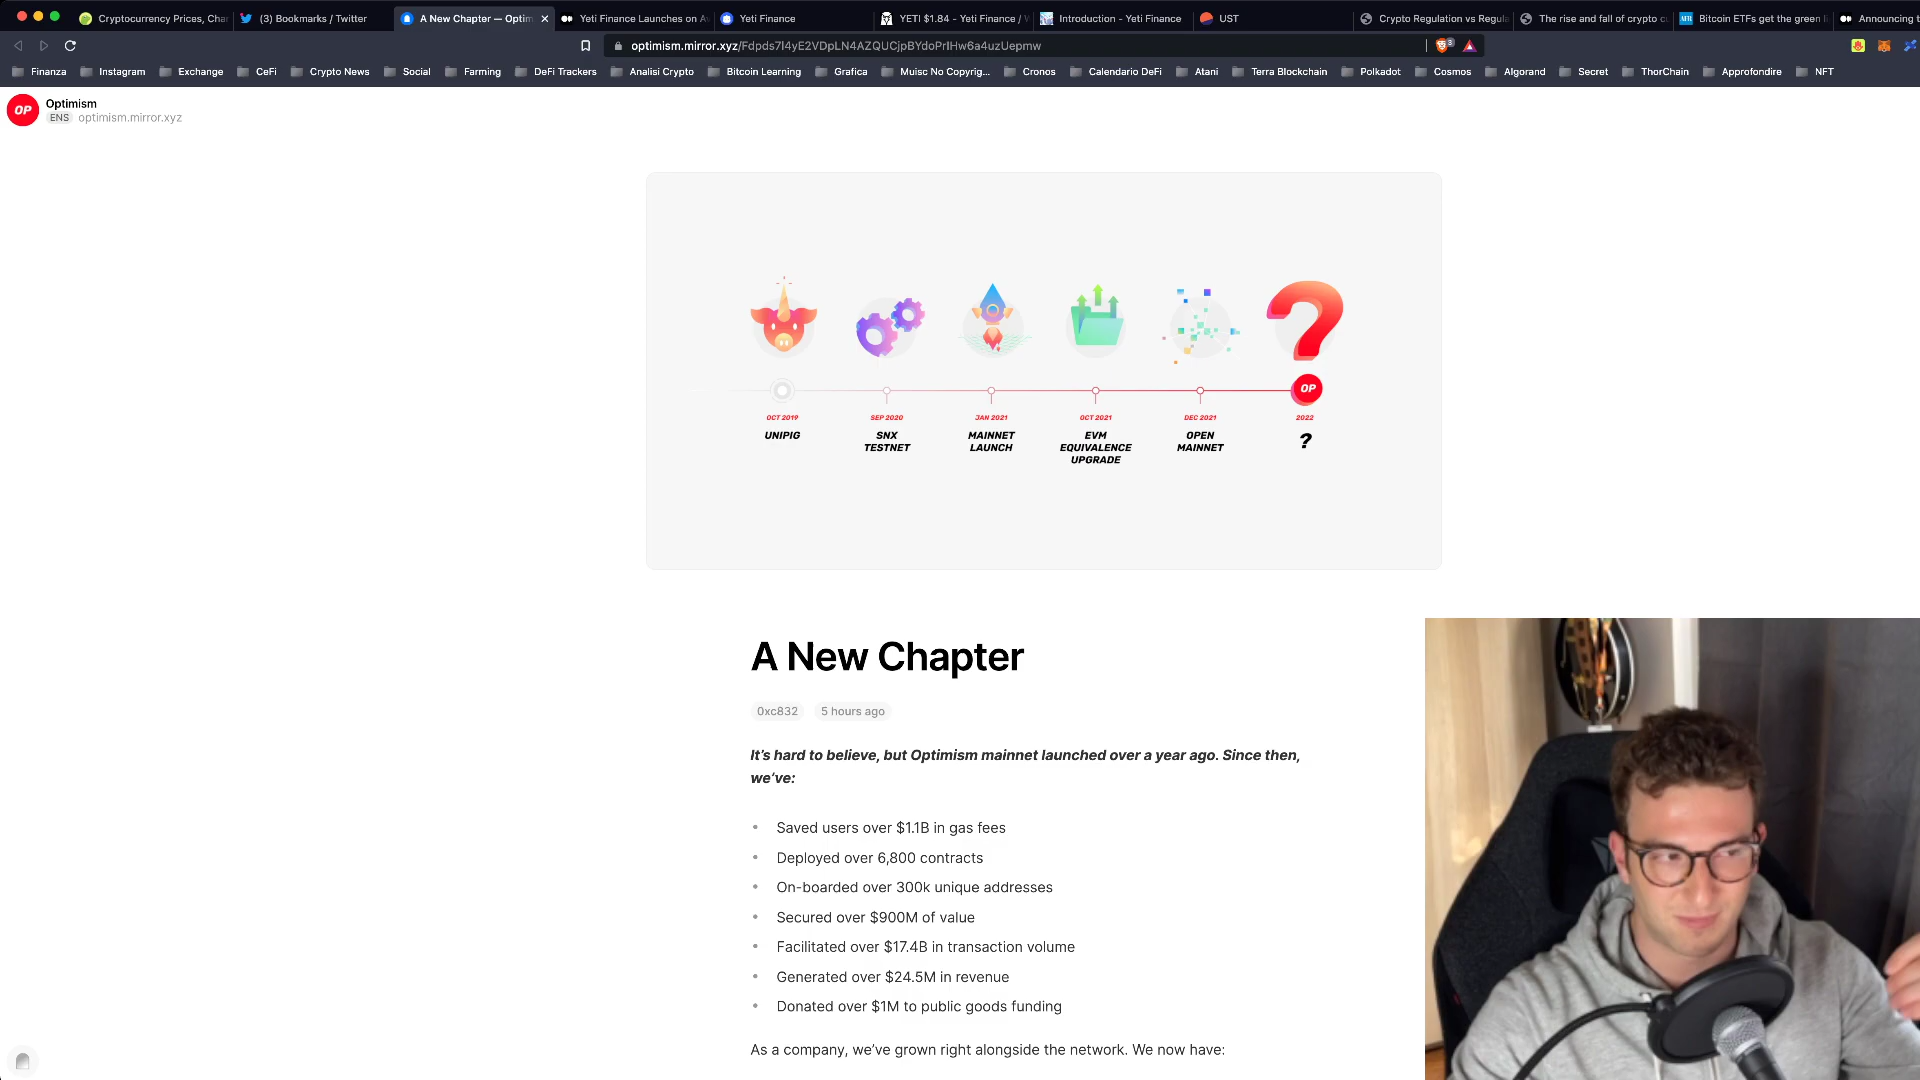 Cryptocurrency Prices, Char
(3) Bookmarks / Twitter
A New Chapter — Optim
Yeti Finance Launches on Av
Yeti Finance
YETI $1.84 - Yeti Finance / W
Introduction - Yeti Finance
UST
Crypto Regulation vs Regula
The rise and fall of crypto cu
Bitcoin ETFs get the green l
Announcing t
Finanza
Instagram
Exchange
CeFi
Crypto News
Social
Farming
DeFi Trackers
Analisi Crypto
Bitcoin Learning
Grafica
Muisc No Copyrig...
Cronos
Calendario DeFi
Atani
Terra Blockchain
Polkadot
Cosmos
Algorand
Secret
ThorChain
Approfondire
NFT
OP
Optimism
ENS optimism.mirror.xyz
OP
OCT 2019
UNIPIG
SEP 2020
SNX
TESTNET
JAN 2021
MAINNET
LAUNCH
OCT 2021
EVM
EQUIVALENCE
UPGRADE
DEC 2021
OPEN
MAINNET
2022
?
A New Chapter
0xc832
5 hours ago
It's hard to believe, but Optimism mainnet launched over a year ago. Since then,
we've:
• Saved users over $1.1B in gas fees
• Deployed over 6,800 contracts
• On-boarded over 300k unique addresses
• Secured over $900M of value
• Facilitated over $17.4B in transaction volume
• Generated over $24.5M in revenue
• Donated over $1M to public goods funding
As a company, we've grown right alongside the network. We now have: